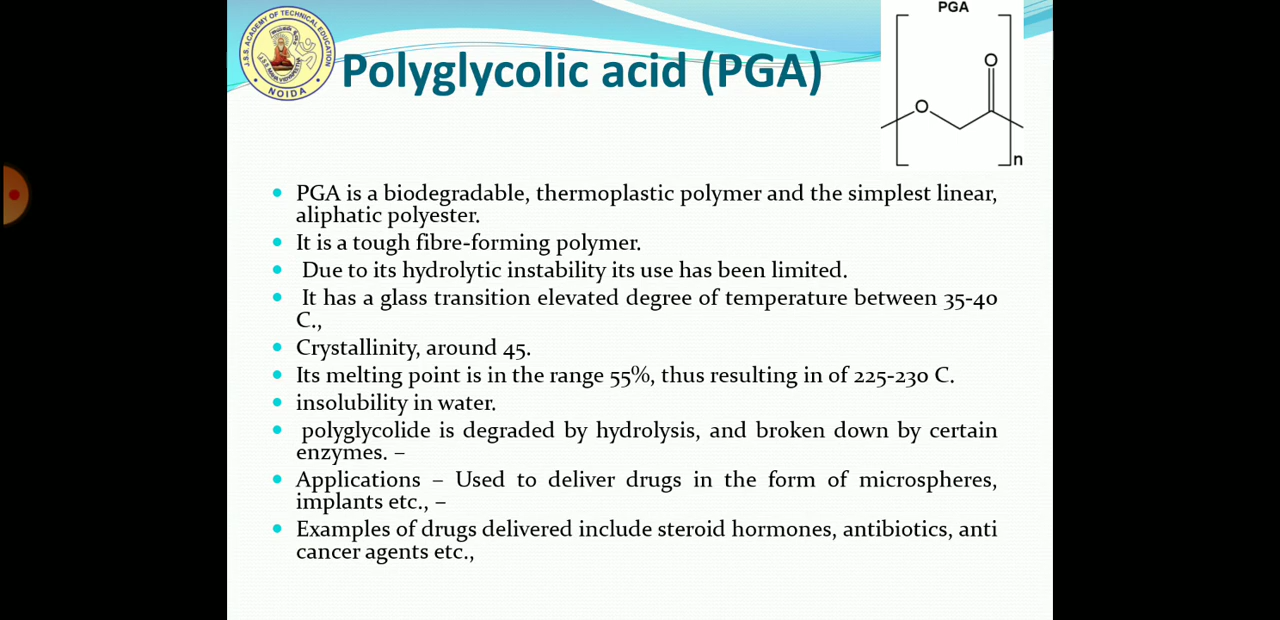 PGA
J.S.S. ACADEMY OF TECHNICAL EDUCATION
NOIDA
Polyglycolic acid (PGA)
O
O
n
• PGA is a biodegradable, thermoplastic polymer and the simplest linear,
aliphatic polyester.
• It is a tough fibre-forming polymer.
• Due to its hydrolytic instability its use has been limited.
• It has a glass transition elevated degree of temperature between 35-40
C.,
• Crystallinity, around 45.
• Its melting point is in the range 55%, thus resulting in of 225-230 C.
• insolubility in water.
• polyglycolide is degraded by hydrolysis, and broken down by certain
enzymes. –
• Applications – Used to deliver drugs in the form of microspheres,
implants etc., –
• Examples of drugs delivered include steroid hormones, antibiotics, anti
cancer agents etc.,